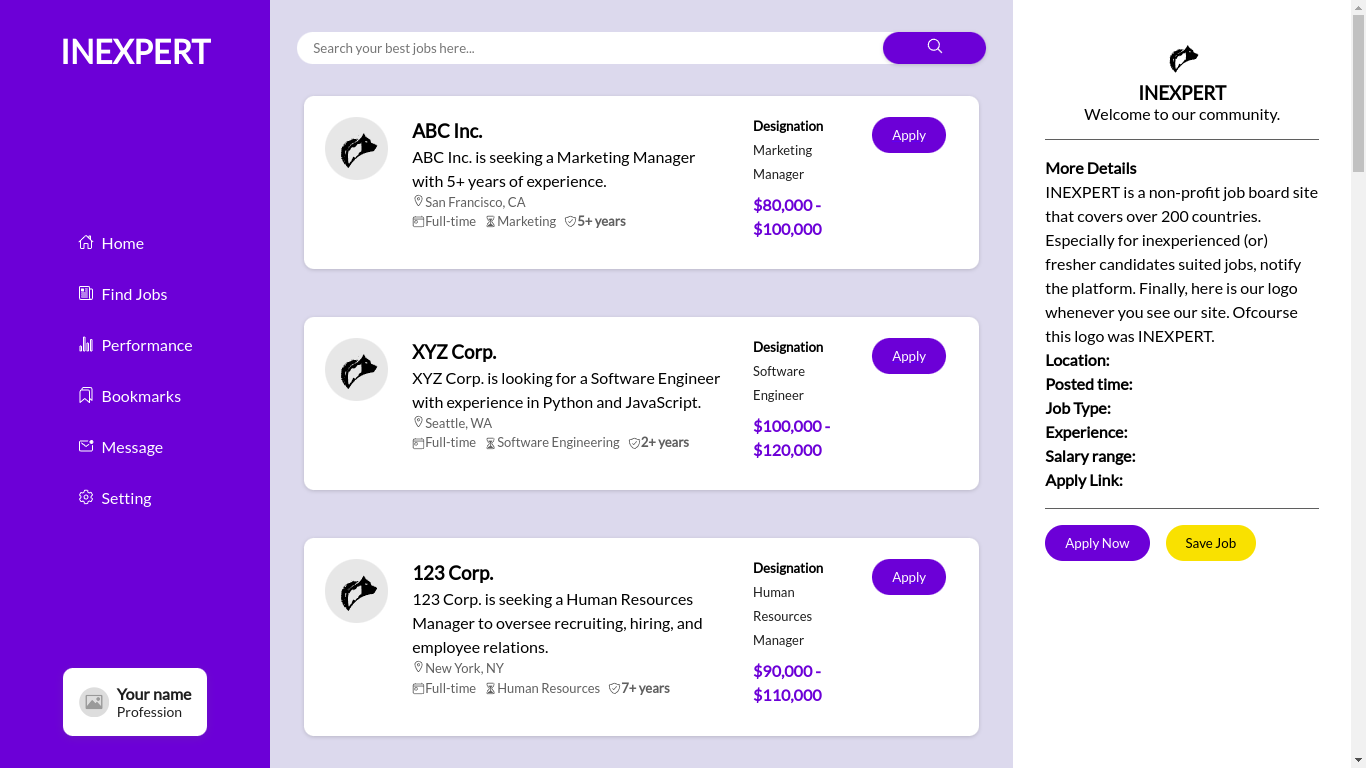 INEXPERT
Home
Find Jobs
Performance
Bookmarks
Message
Setting
Your name
Profession
Search your best jobs here...
ABC Inc.
ABC Inc. is seeking a Marketing Manager
with 5+ years of experience.
San Francisco, CA
Full-time Marketing 5+ years
Designation
Marketing
Manager
$80,000 -
$100,000
Apply
XYZ Corp.
XYZ Corp. is looking for a Software Engineer
with experience in Python and JavaScript.
Seattle, WA
Full-time Software Engineering 2+ years
Designation
Software
Engineer
$100,000 -
$120,000
Apply
123 Corp.
123 Corp. is seeking a Human Resources
Manager to oversee recruiting, hiring, and
employee relations.
New York, NY
Full-time Human Resources 7+ years
Designation
Human
Resources
Manager
$90,000 -
$110,000
Apply
INEXPERT
Welcome to our community.
More Details
INEXPERT is a non-profit job board site
that covers over 200 countries.
Especially for inexperienced (or)
fresher candidates suited jobs, notify
the platform. Finally, here is our logo
whenever you see our site. Ofcourse
this logo was INEXPERT.
Location:
Posted time:
Job Type:
Experience:
Salary range:
Apply Link:
Apply Now
Save Job